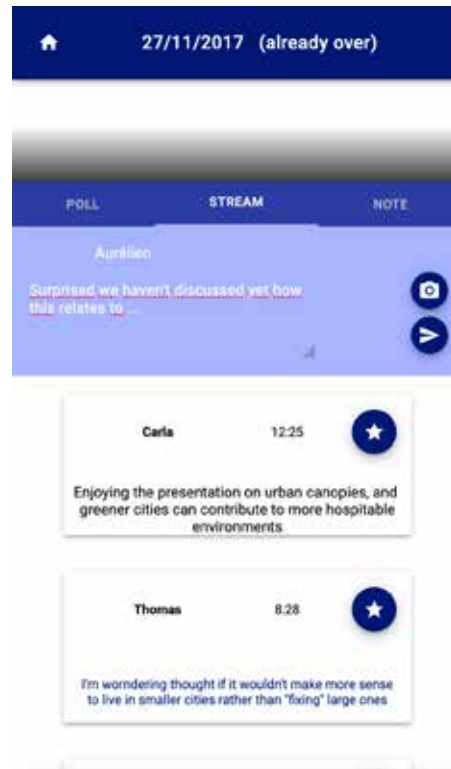 27/11/2017 (already over)
POLL STREAM NOTE
Aurélien
Surprised we haven't discussed yet how
this relates to ...
Carla 12:25
Enjoying the presentation on urban canopies, and
greener cities can contribute to more hospitable
environments
Thomas 8:28
I'm worndering thought if it wouldn't make more sense
to live in smaller cities rather than "fixing" large ones